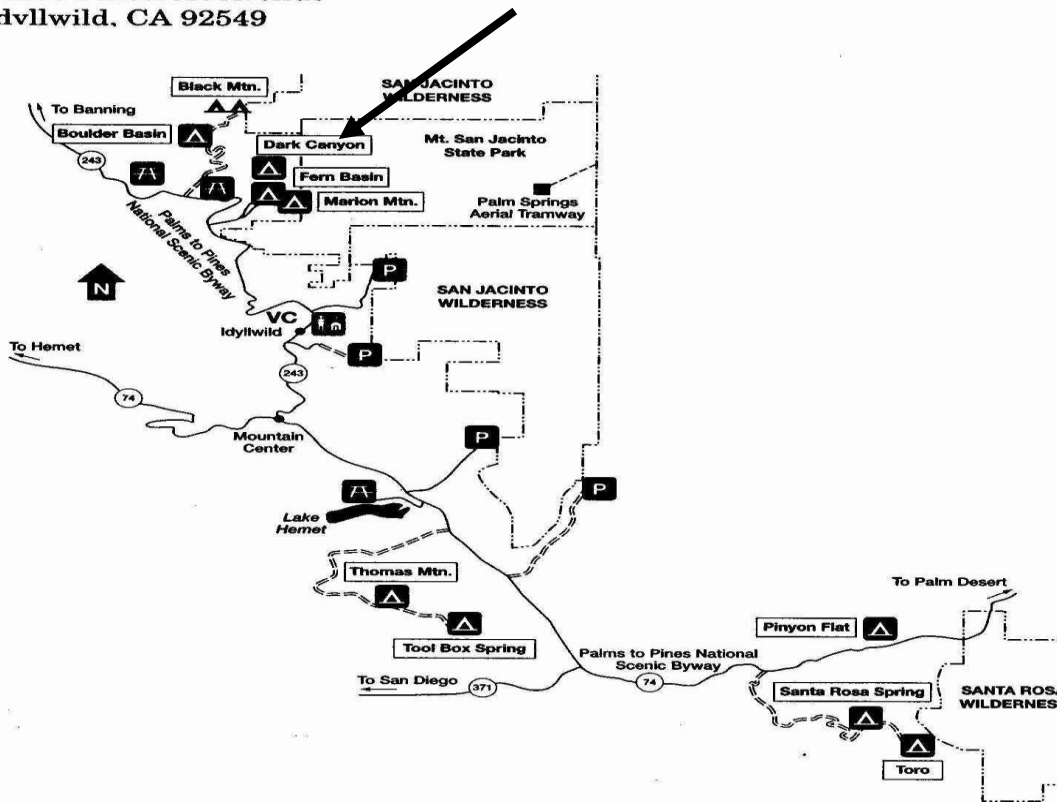 dyllwild, CA 92549
Black Mtn.
SAN JACINTO
WILDERNESS
To Banning
Boulder Basin
Dark Canyon
Mt. San Jacinto
State Park
243
Fern Basin
Marion Mtn.
Palm Springs
Aerial Tramway
Palms to Pines
National Scenic Byway
N
P
SAN JACINTO
WILDERNESS
VC
Idyllwild
P
To Hemet
243
74
Mountain
Center
P
P
Lake
Hemet
Thomas Mtn.
To Palm Desert
Pinyon Flat
Tool Box Spring
Palms to Pines National
Scenic Byway
To San Diego
371
74
Santa Rosa Spring
SANTA ROSA
WILDERNES
Toro